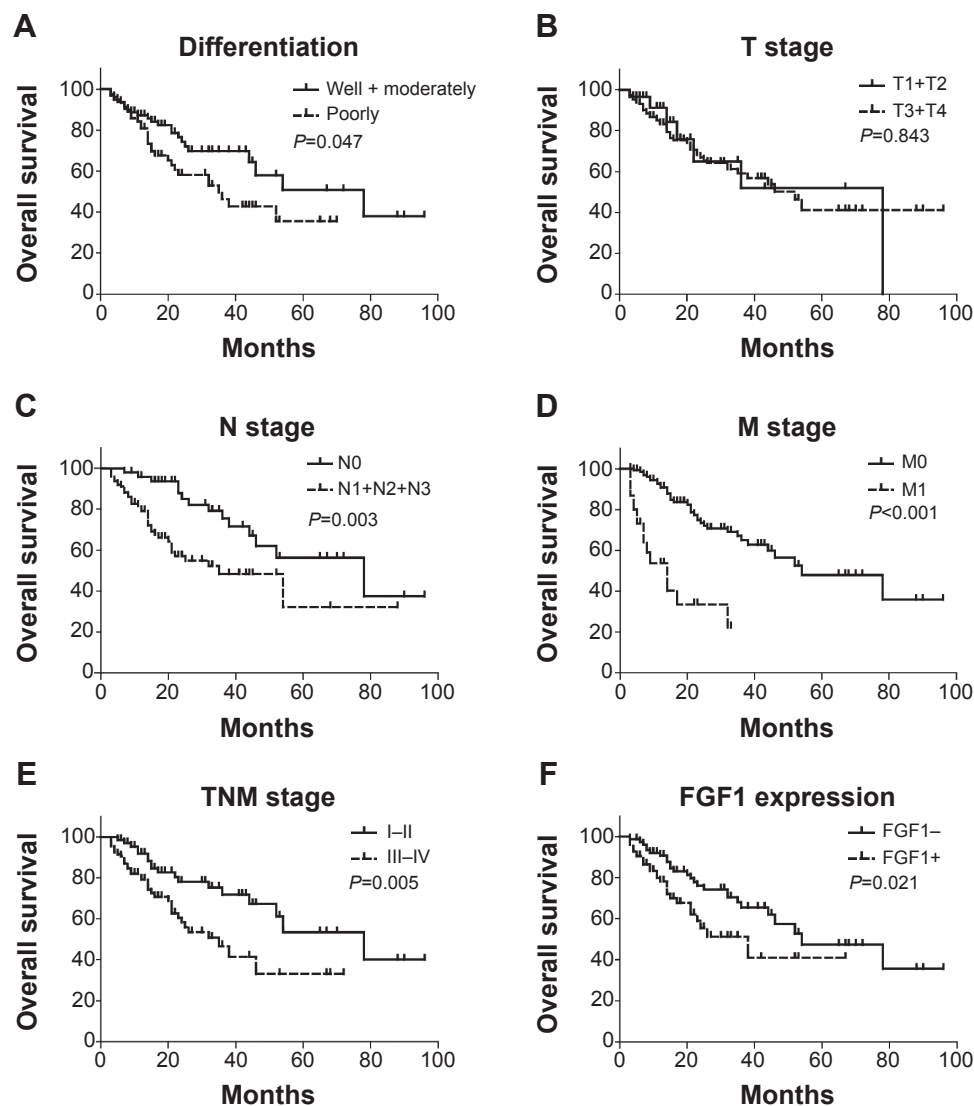 A
Differentiation
Overall survival
100
80
60
40
20
0
Well + moderately
Poorly
P=0.047
0 20 40 60 80 100
Months
B
T stage
Overall survival
100
80
60
40
20
0
T1+T2
T3+T4
P=0.843
0 20 40 60 80 100
Months
C
N stage
Overall survival
100
80
60
40
20
0
N0
N1+N2+N3
P=0.003
0 20 40 60 80 100
Months
D
M stage
Overall survival
100
80
60
40
20
0
M0
M1
P<0.001
0 20 40 60 80 100
Months
E
TNM stage
Overall survival
100
80
60
40
20
0
I–II
III–IV
P=0.005
0 20 40 60 80 100
Months
F
FGF1 expression
Overall survival
100
80
60
40
20
0
FGF1–
FGF1+
P=0.021
0 20 40 60 80 100
Months